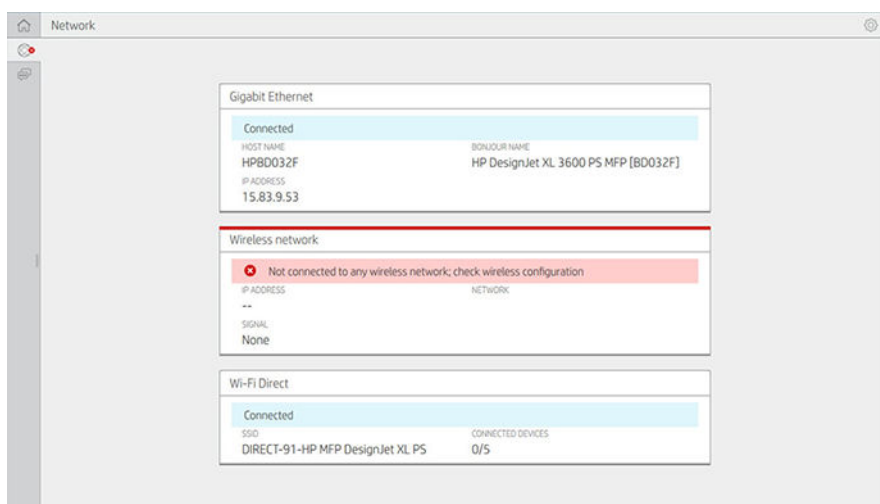 Network
Gigabit Ethernet
Connected
HOST NAME BONJOUR NAME
HPBD032F HP DesignJet XL 3600 PS MFP [BD032F]
IP ADDRESS
15.83.9.53
Wireless network
Not connected to any wireless network; check wireless configuration
IP ADDRESS NETWORK
--
SIGNAL
None
Wi-Fi Direct
Connected
SSID CONNECTED DEVICES
DIRECT-91-HP MFP DesignJet XL PS 0/5